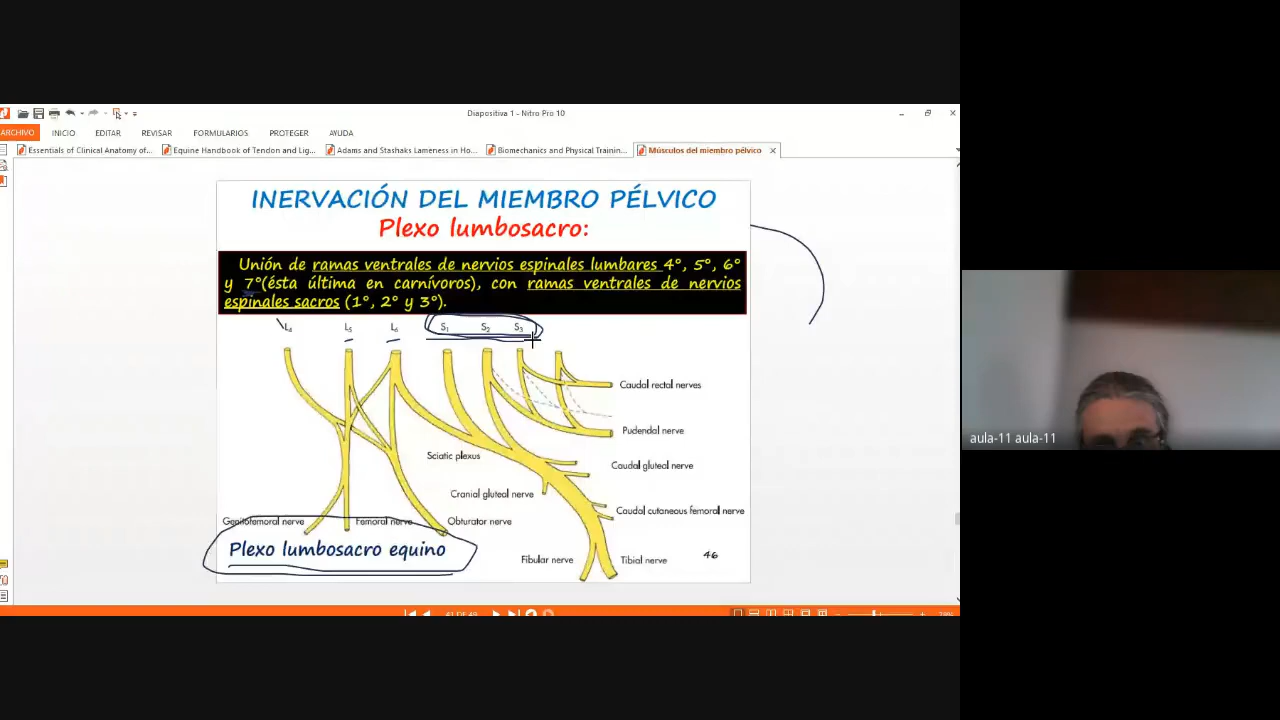 Diapositiva 1 - Nitro Pro 10
ARCHIVO INICIO EDITAR REVISAR FORMULARIOS PROTEGER AYUDA
Essentials of Clinical Anatomy of... Equine Handbook of Tendon and Lig... Adams and Stashaks Lameness in Ho... Biomechanics and Physical Trainin... Músculos del miembro pélvico
INERVACIÓN DEL MIEMBRO PÉLVICO
Plexo lumbosacro:
Unión de ramas ventrales de nervios espinales lumbares 4°, 5°, 6°
y 7°(ésta última en carnívoros), con ramas ventrales de nervios
espinales sacros (1°, 2° y 3°).
L4 L5 L6 S1 S2 S3
Caudal rectal nerves
Pudendal nerve
Sciatic plexus
Caudal gluteal nerve
Cranial gluteal nerve
Caudal cutaneous femoral nerve
Genitofemoral nerve Femoral nerve Obturator nerve
Plexo lumbosacro equino
Fibular nerve Tibial nerve 46
41 DE 49
aula-11 aula-11